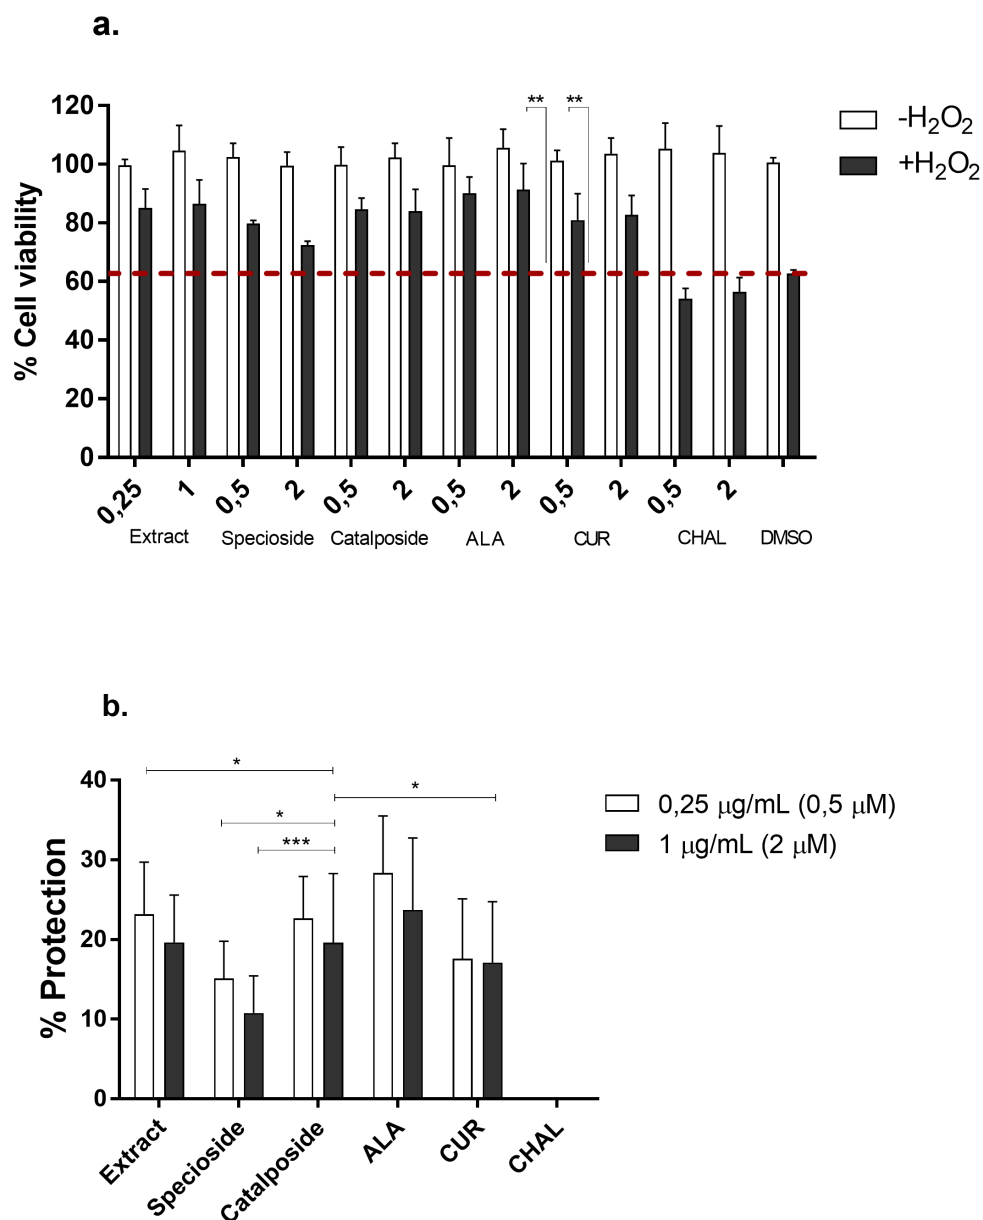 a.
** **
-H₂O₂
+H₂O₂
% Cell viability
120
100
80
60
40
20
0
0,25 1 0,5 2 0,5 2 0,5 2 0,5 2 0,5 2
Extract Specioside Catalposide ALA CUR CHAL DMSO
b.
*
*
*
***
0,25 µg/mL (0,5 µM)
1 µg/mL (2 µM)
% Protection
40
30
20
10
0
Extract Specioside Catalposide ALA CUR CHAL